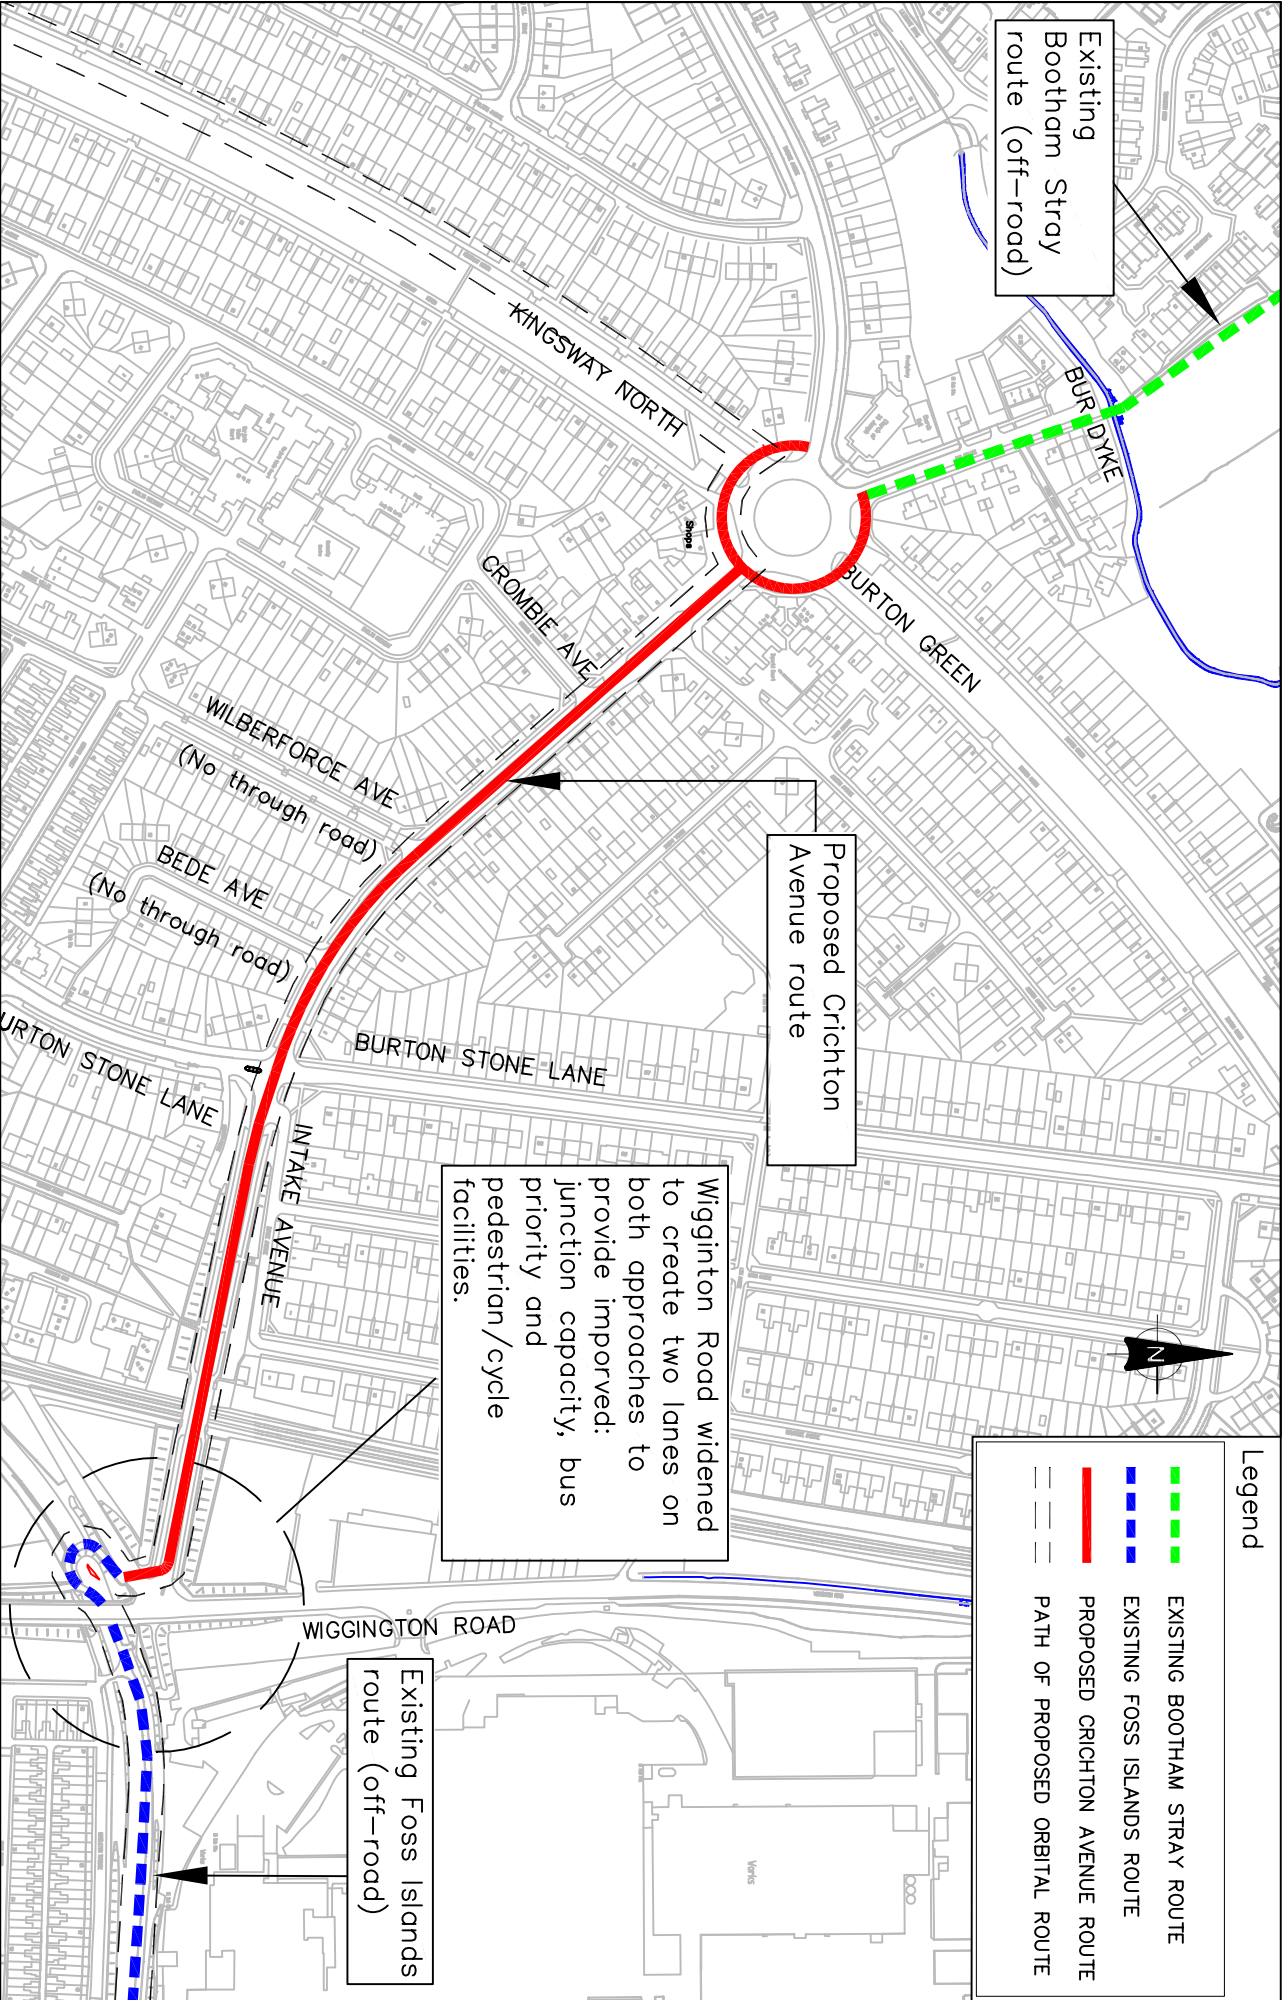 Existing
Bootham Stray
route (off-road)
BUR DYKE
KINGSWAY NORTH
Shops
BURTON GREEN
CROMBIE AVE
WILBERFORCE AVE
(No through road)
BEDE AVE
(No through road)
Proposed Crichton
Avenue route
BURTON STONE LANE
URTON STONE LANE
INTAKE AVENUE
Wigginton Road widened
to create two lanes on
both approaches to
provide imporved:
junction capacity, bus
priority and
pedestrian/cycle
facilities.
N
WIGGINGTON ROAD
Existing Foss Islands
route (off-road)
Works
Legend
EXISTING BOOTHAM STRAY ROUTE
EXISTING FOSS ISLANDS ROUTE
PROPOSED CRICHTON AVENUE ROUTE
PATH OF PROPOSED ORBITAL ROUTE